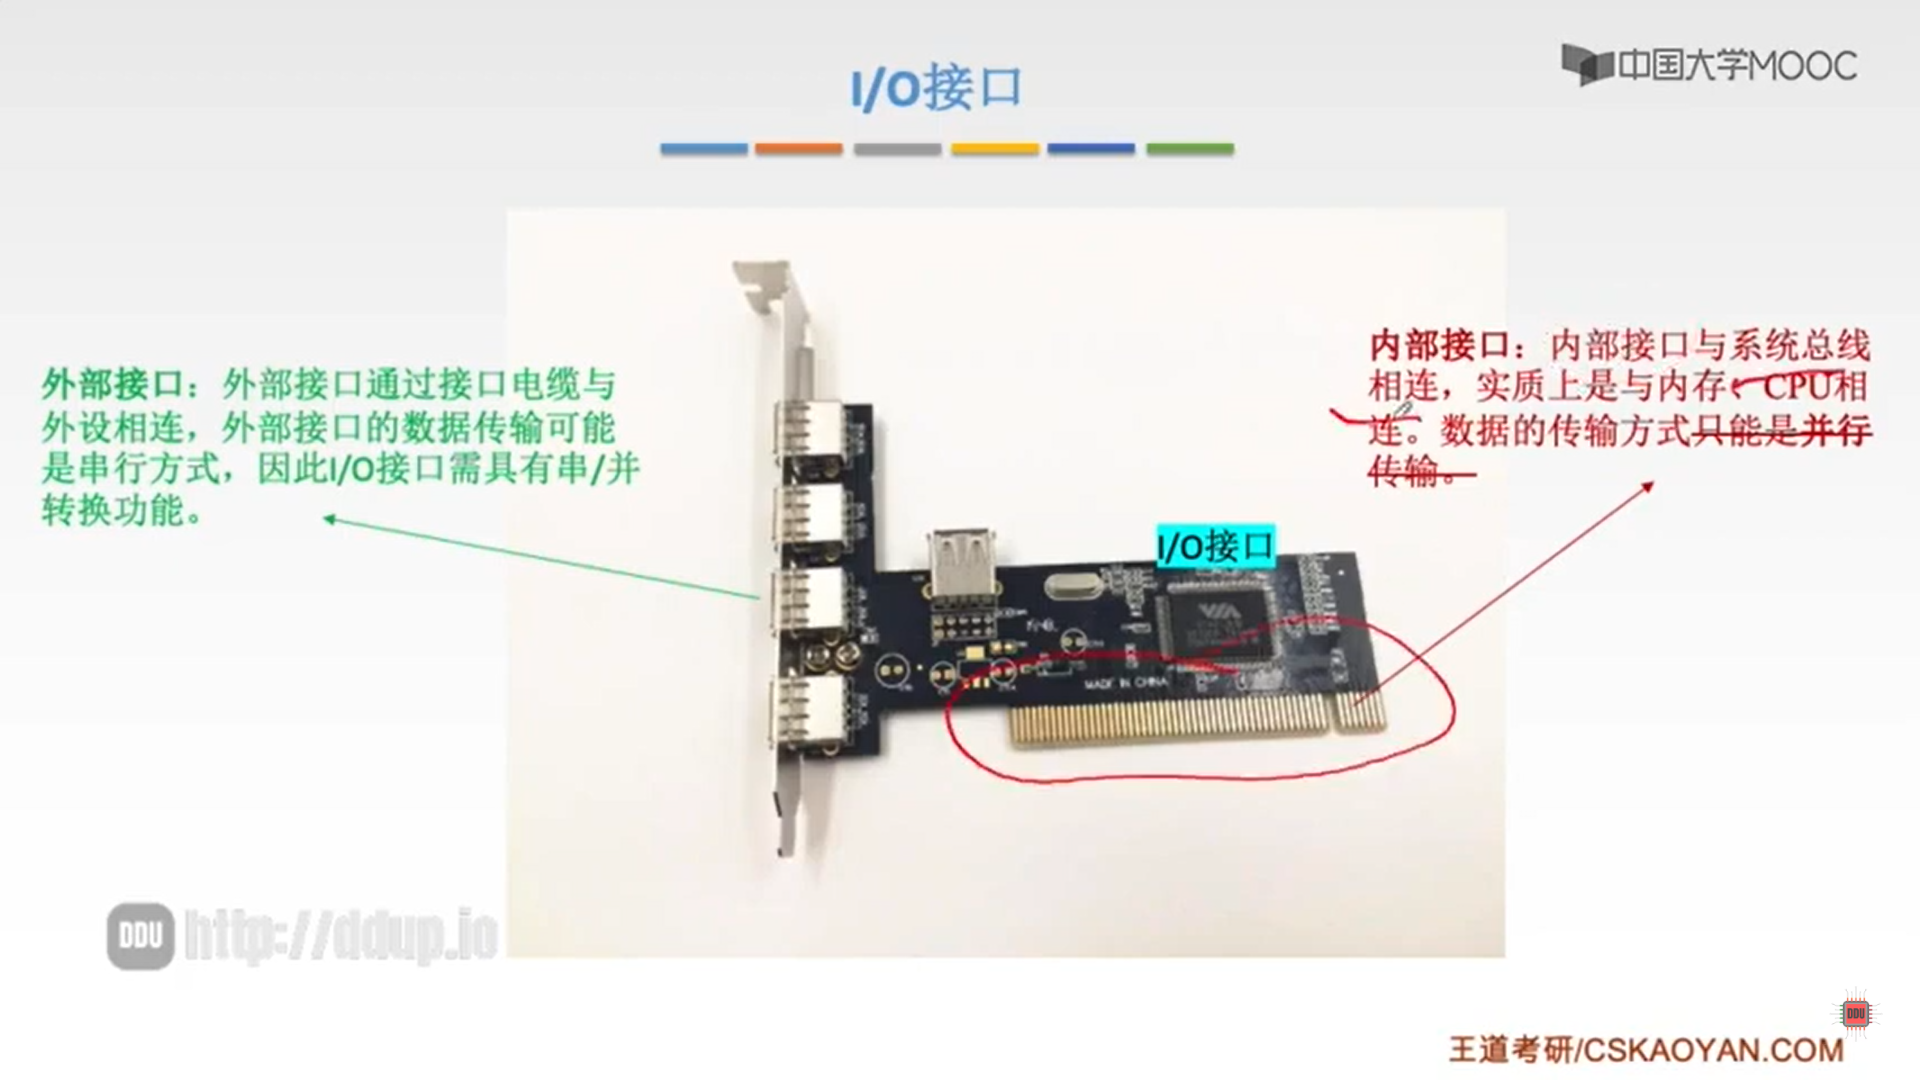 I/O接口
中国大学MOOC
外部接口：外部接口通过接口电缆与
外设相连，外部接口的数据传输可能
是串行方式，因此I/O接口需具有串/并
转换功能。
内部接口：内部接口与系统总线
相连，实质上是与内存、CPU相
连。数据的传输方式只能是并行
传输。
I/O接口
VIA
MADE IN CHINA
DDU http://ddup.io
DDU
王道考研/CSKAOYAN.COM